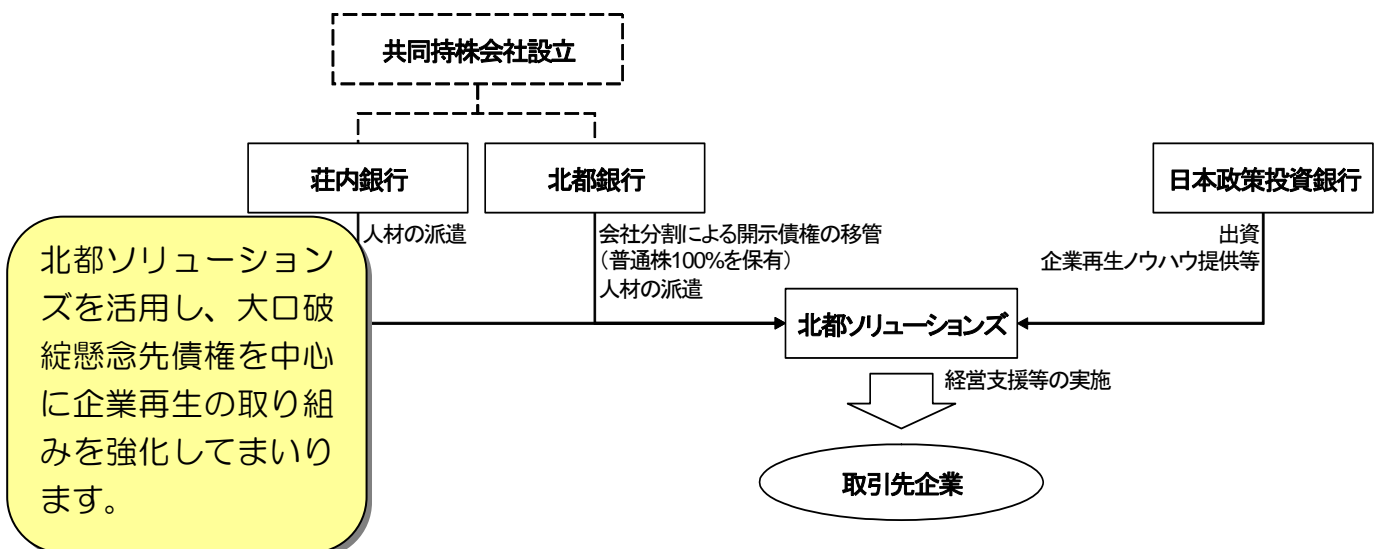 共同持株会社設立
荘内銀行
北都銀行
日本政策投資銀行
人材の派遣
会社分割による開示債権の移管
（普通株100％を保有）
人材の派遣
出資
企業再生ノウハウ提供等
北都ソリューション
ズを活用し、大口破
綻懸念先債権を中心
に企業再生の取り組
みを強化してまいり
ます。
北都ソリューションズ
経営支援等の実施
取引先企業